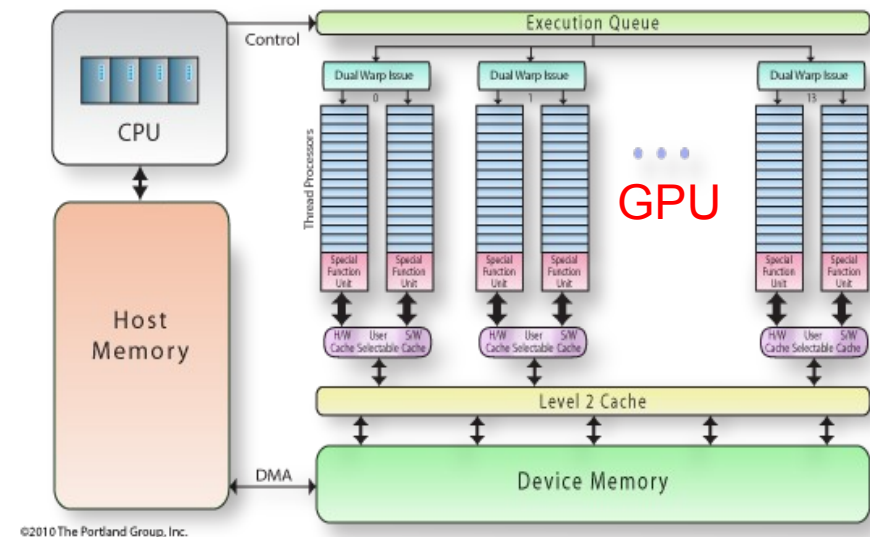 Execution Queue
Control
CPU
Dual Warp Issue
0
Dual Warp Issue
1
Dual Warp Issue
13
Thread Processors
GPU
Special
Function
Unit
Special
Function
Unit
Special
Function
Unit
Special
Function
Unit
Special
Function
Unit
Special
Function
Unit
H/W User S/W
Cache Selectable Cache
H/W User S/W
Cache Selectable Cache
H/W User S/W
Cache Selectable Cache
Host
Memory
Level 2 Cache
DMA
Device Memory
©2010 The Portland Group, Inc.